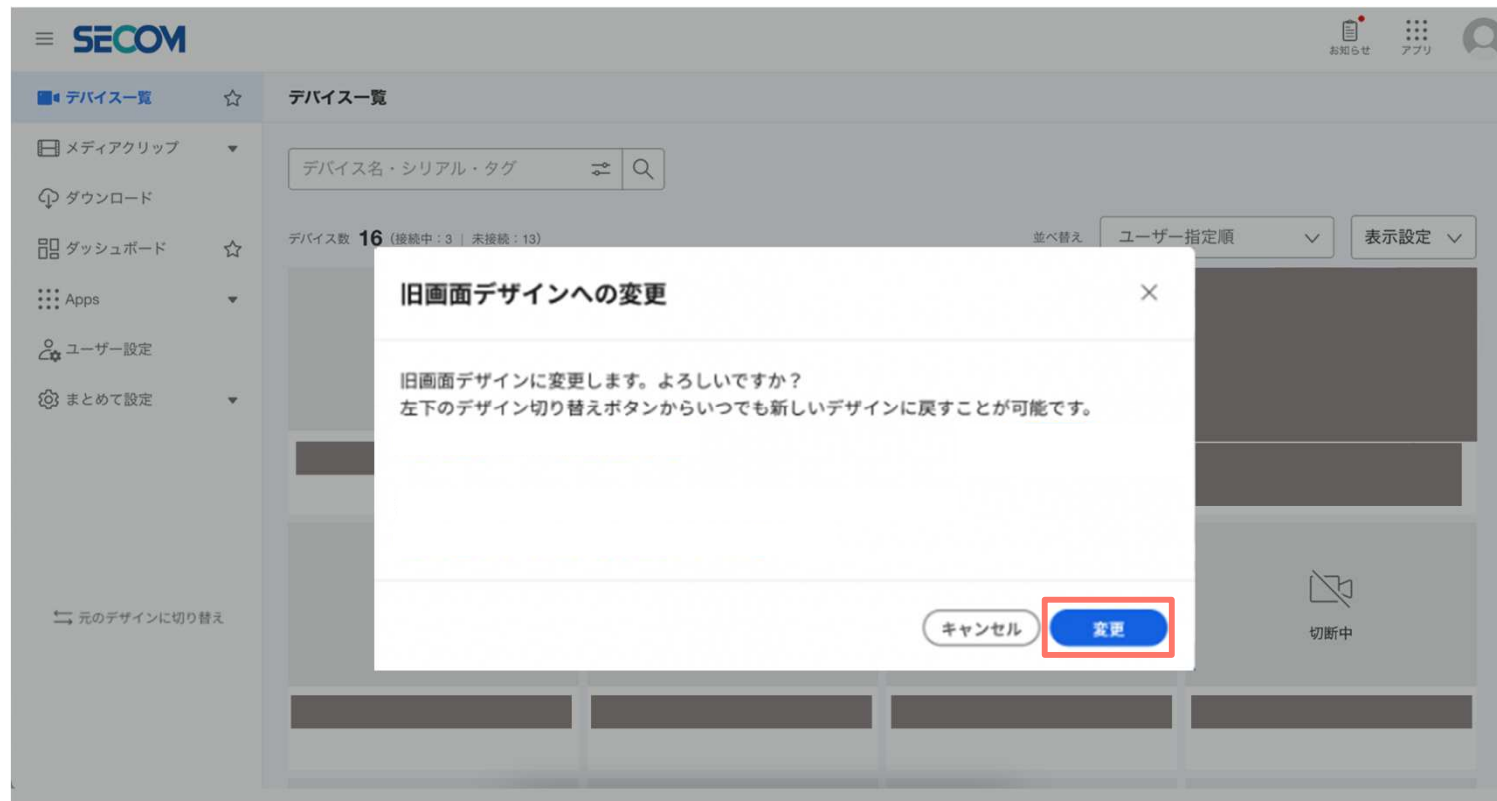 SECOM
お知らせ
アプリ
デバイス一覧
デバイス一覧
メディアクリップ
ダウンロード
ダッシュボード
Apps
ユーザー設定
まとめて設定
元のデザインに切り替え
デバイス名・シリアル・タグ
デバイス数 16 (接続中：3 | 未接続：13)
並べ替え ユーザー指定順
表示設定
旧画面デザインへの変更
旧画面デザインに変更します。よろしいですか？
左下のデザイン切り替えボタンからいつでも新しいデザインに戻すことが可能です。
キャンセル
変更
切断中